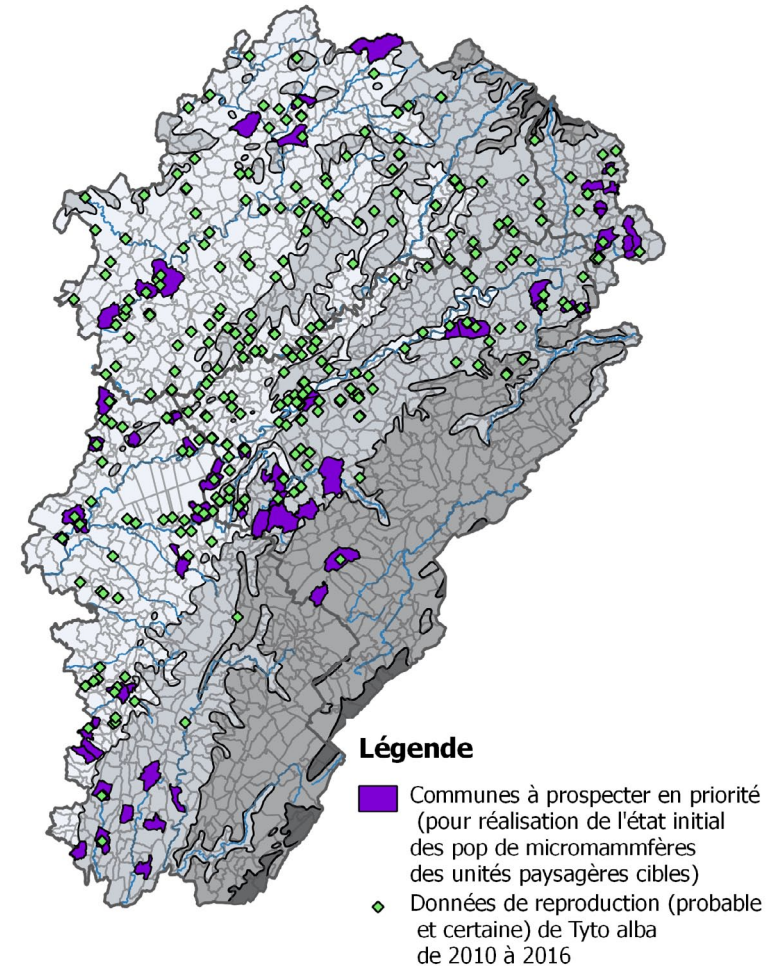 Légende
Communes à prospecter en priorité
(pour réalisation de l'état initial
des pop de micromammfères
des unités paysagères cibles)
Données de reproduction (probable
et certaine) de Tyto alba
de 2010 à 2016